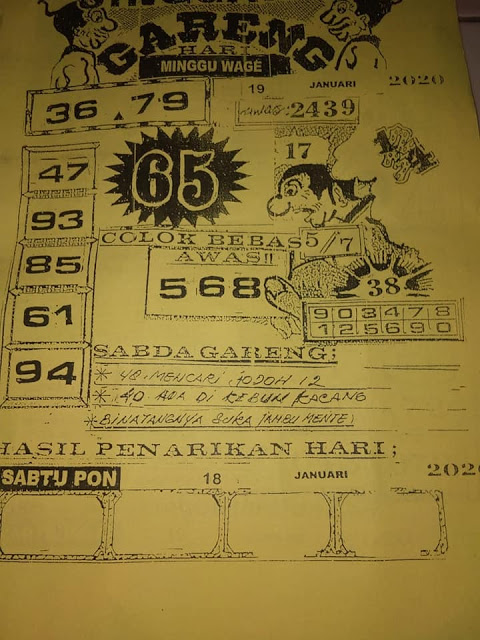 GARENG
HARI
MINGGU WAGE
19 JANUARI 2020
36 . 79
AWAS: 2439
17
47
93
85
61
94
65
COLOK BEBAS 5/7
AWAS!!
568
38
903478
125690
SABDA GARENG;
* 48. MENCARI JODOH 12
* 40 ADA DI KEBUM KACANG
* BINATANGNYA SUKA JAMBU MENTE)
HASIL PENARIKAN HARI;
SABTU PON 18 JANUARI 2020